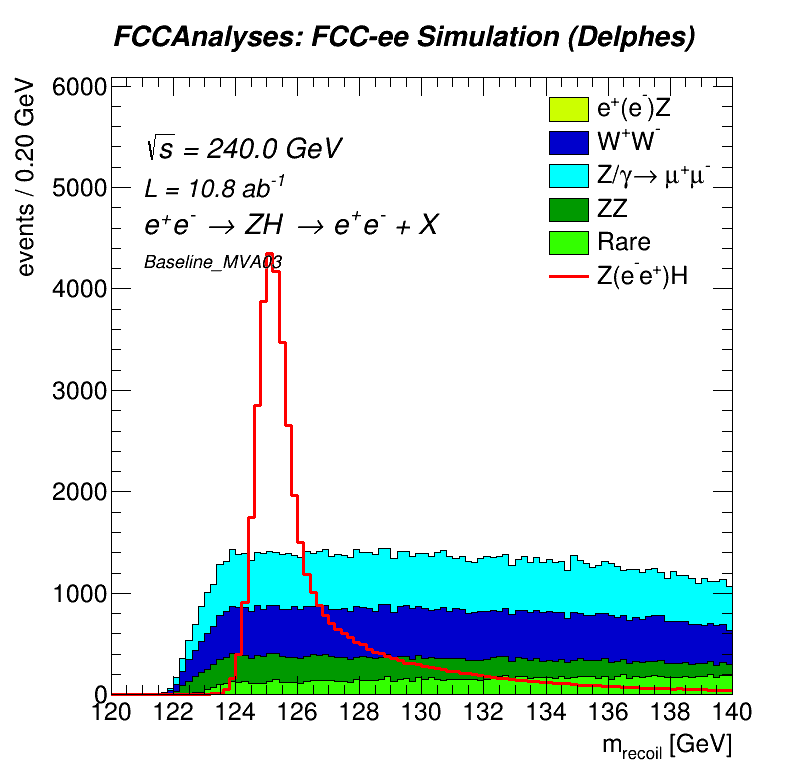 FCCAnalyses: FCC-ee Simulation (Delphes)
events / 0.20 GeV
6000
5000
4000
3000
2000
1000
0
√s = 240.0 GeV
L = 10.8 ab⁻¹
e⁺e⁻ → ZH → e⁺e⁻ + X
Baseline_MVA03
e⁺(e⁻)Z
W⁺W⁻
Z/γ→ μ⁺μ⁻
ZZ
Rare
Z(e⁻e⁺)H
120 122 124 126 128 130 132 134 136 138 140
m_recoil [GeV]